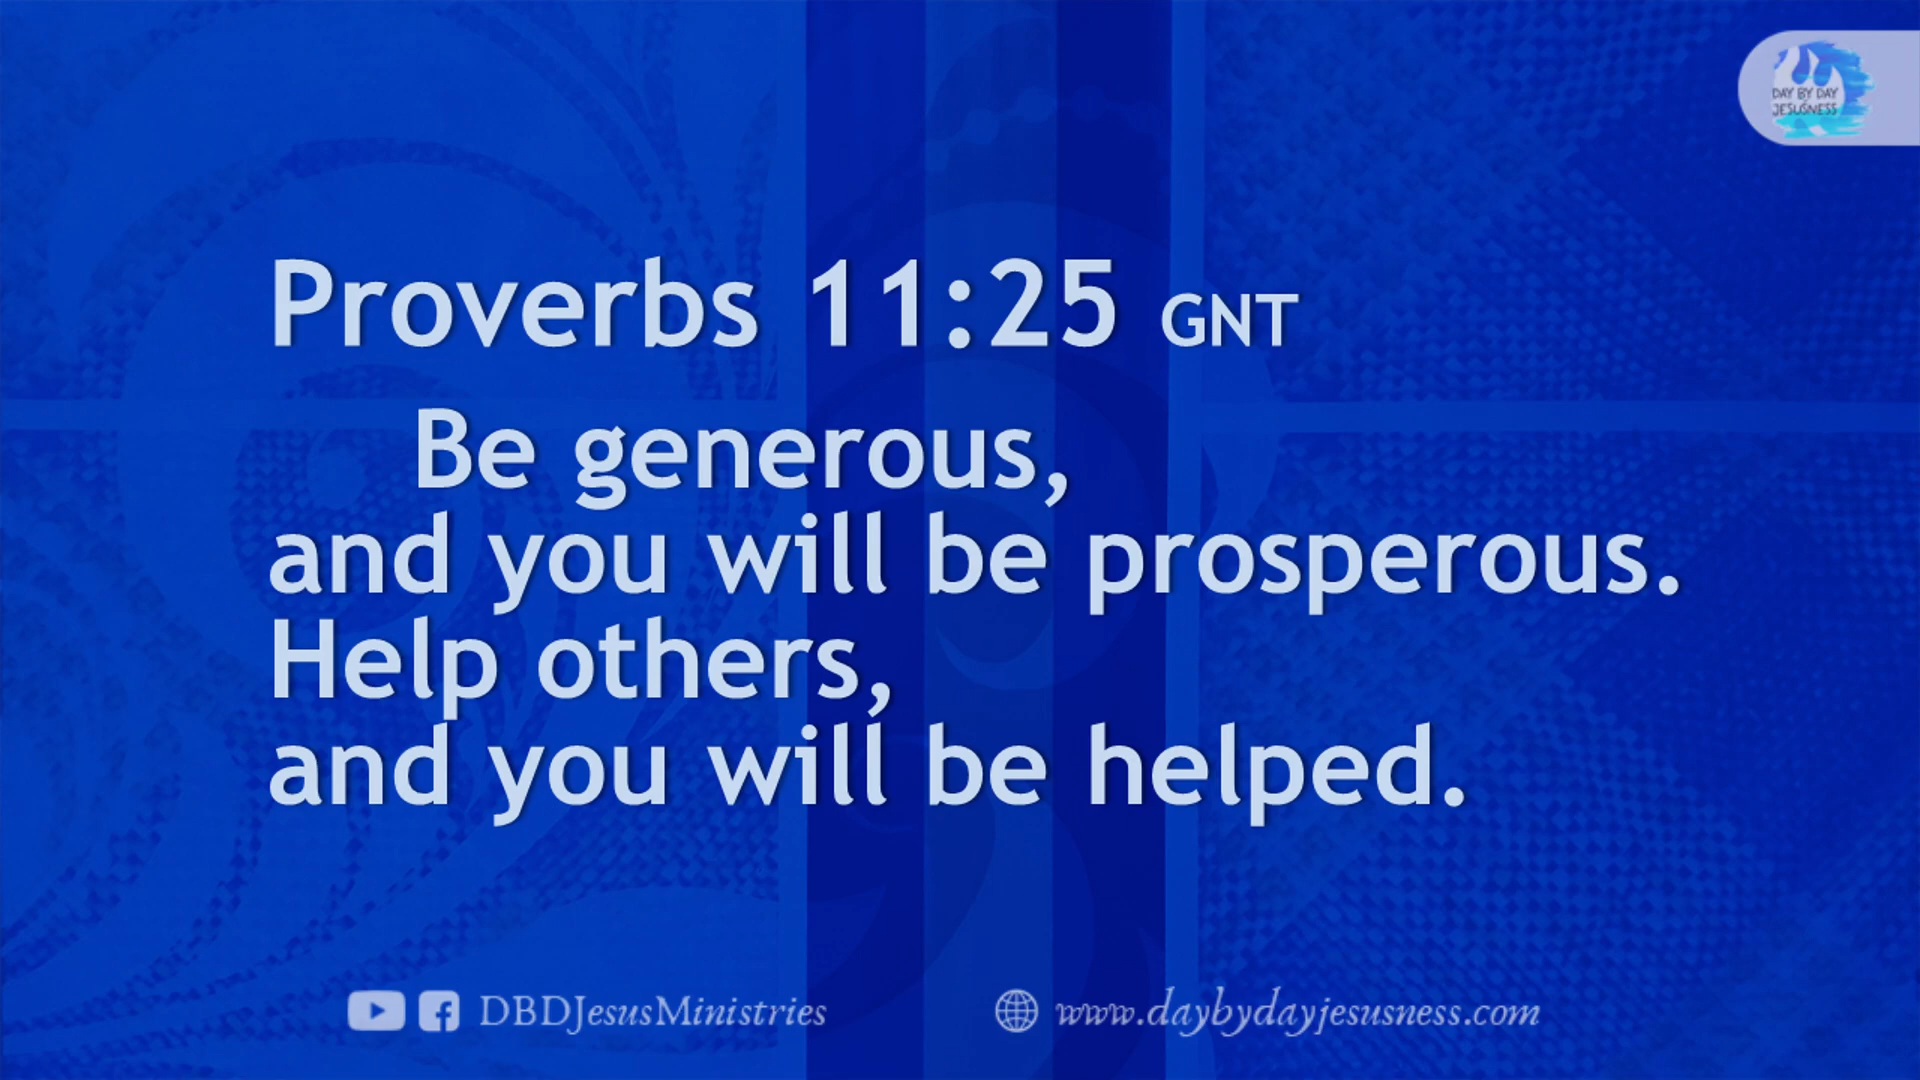 DAY BY DAY
JESUSNESS
Proverbs 11:25 GNT
Be generous,
and you will be prosperous.
Help others,
and you will be helped.
DBDJesusMinistries
www.daybydayjesusness.com